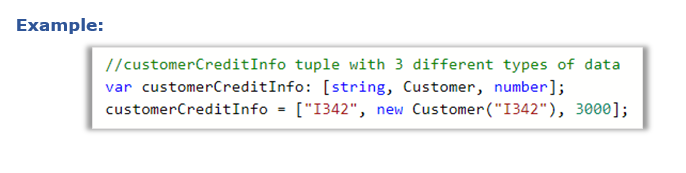 Example:
//customerCreditInfo tuple with 3 different types of data
var customerCreditInfo: [string, Customer, number];
customerCreditInfo = ["I342", new Customer("I342"), 3000];